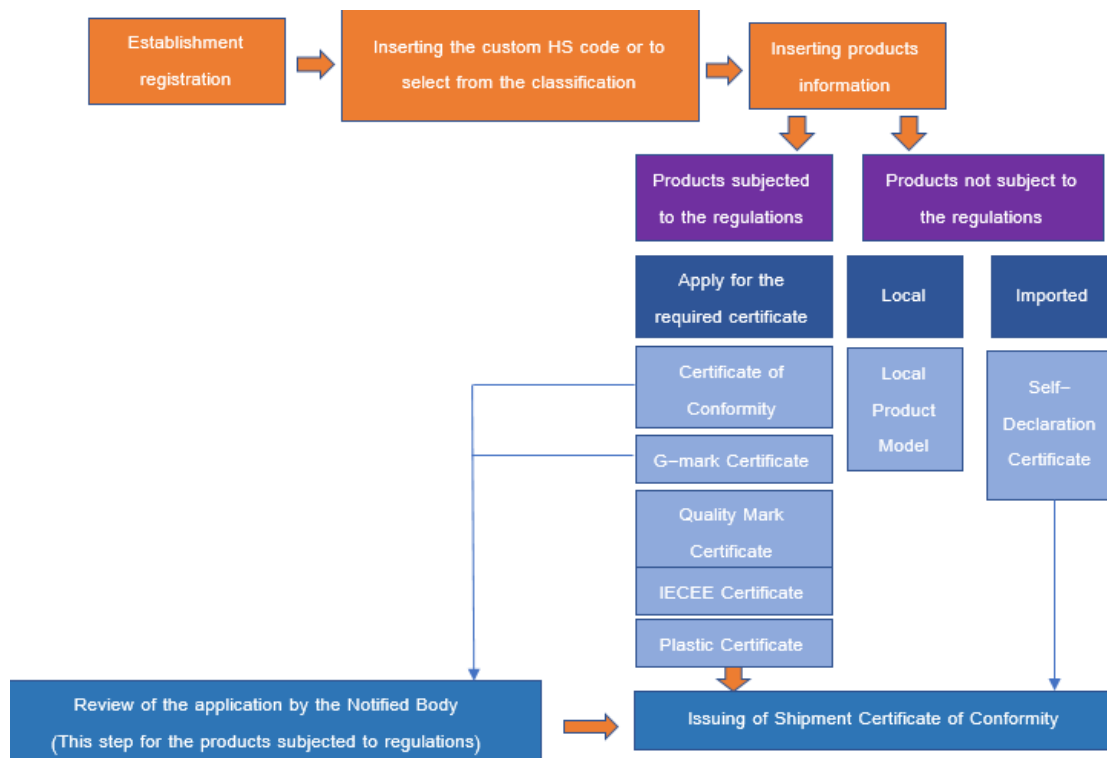 Establishment
registration
Inserting the custom HS code or to
select from the classification
Inserting products
information
Products subjected
to the regulations
Products not subject to
the regulations
Apply for the
required certificate
Local
Imported
Certificate of
Conformity
Local
Product
Model
Self-
Declaration
Certificate
G-mark Certificate
Quality Mark
Certificate
IECEE Certificate
Plastic Certificate
Review of the application by the Notified Body
(This step for the products subjected to regulations)
Issuing of Shipment Certificate of Conformity